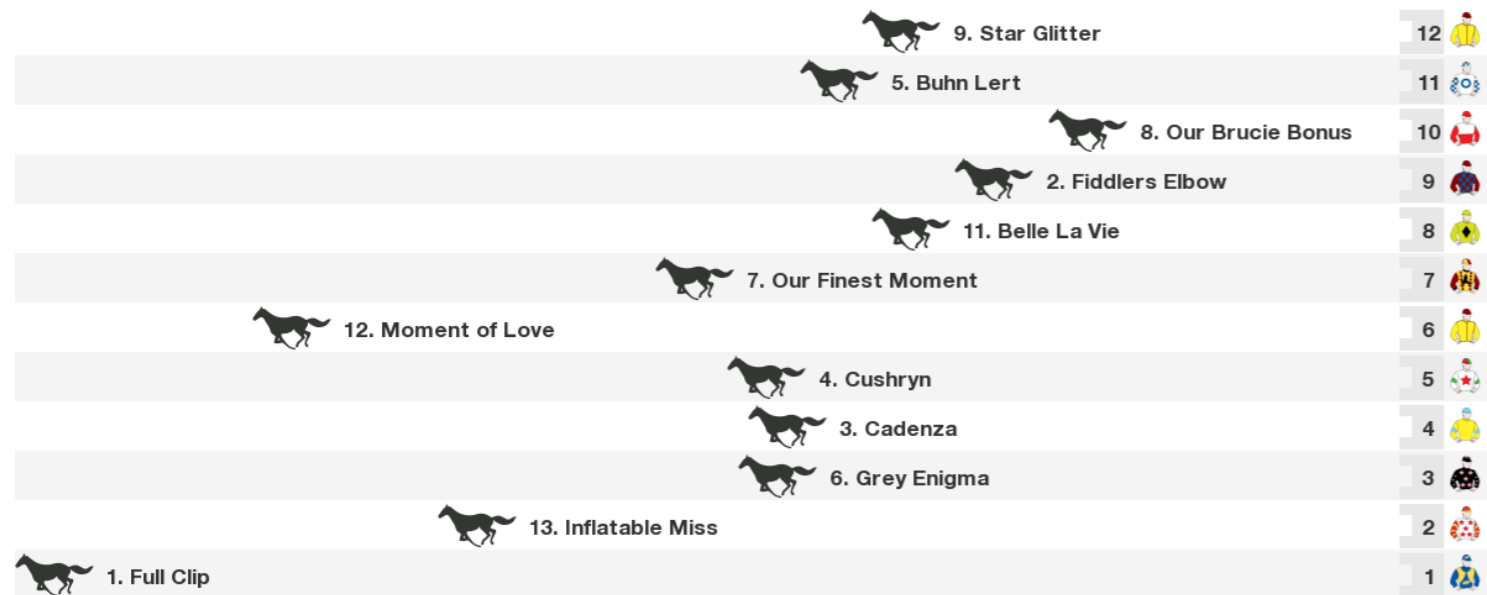 9. Star Glitter 12
5. Buhn Lert 11
8. Our Brucie Bonus 10
2. Fiddlers Elbow 9
11. Belle La Vie 8
7. Our Finest Moment 7
12. Moment of Love 6
4. Cushryn 5
3. Cadenza 4
6. Grey Enigma 3
13. Inflatable Miss 2
1. Full Clip 1